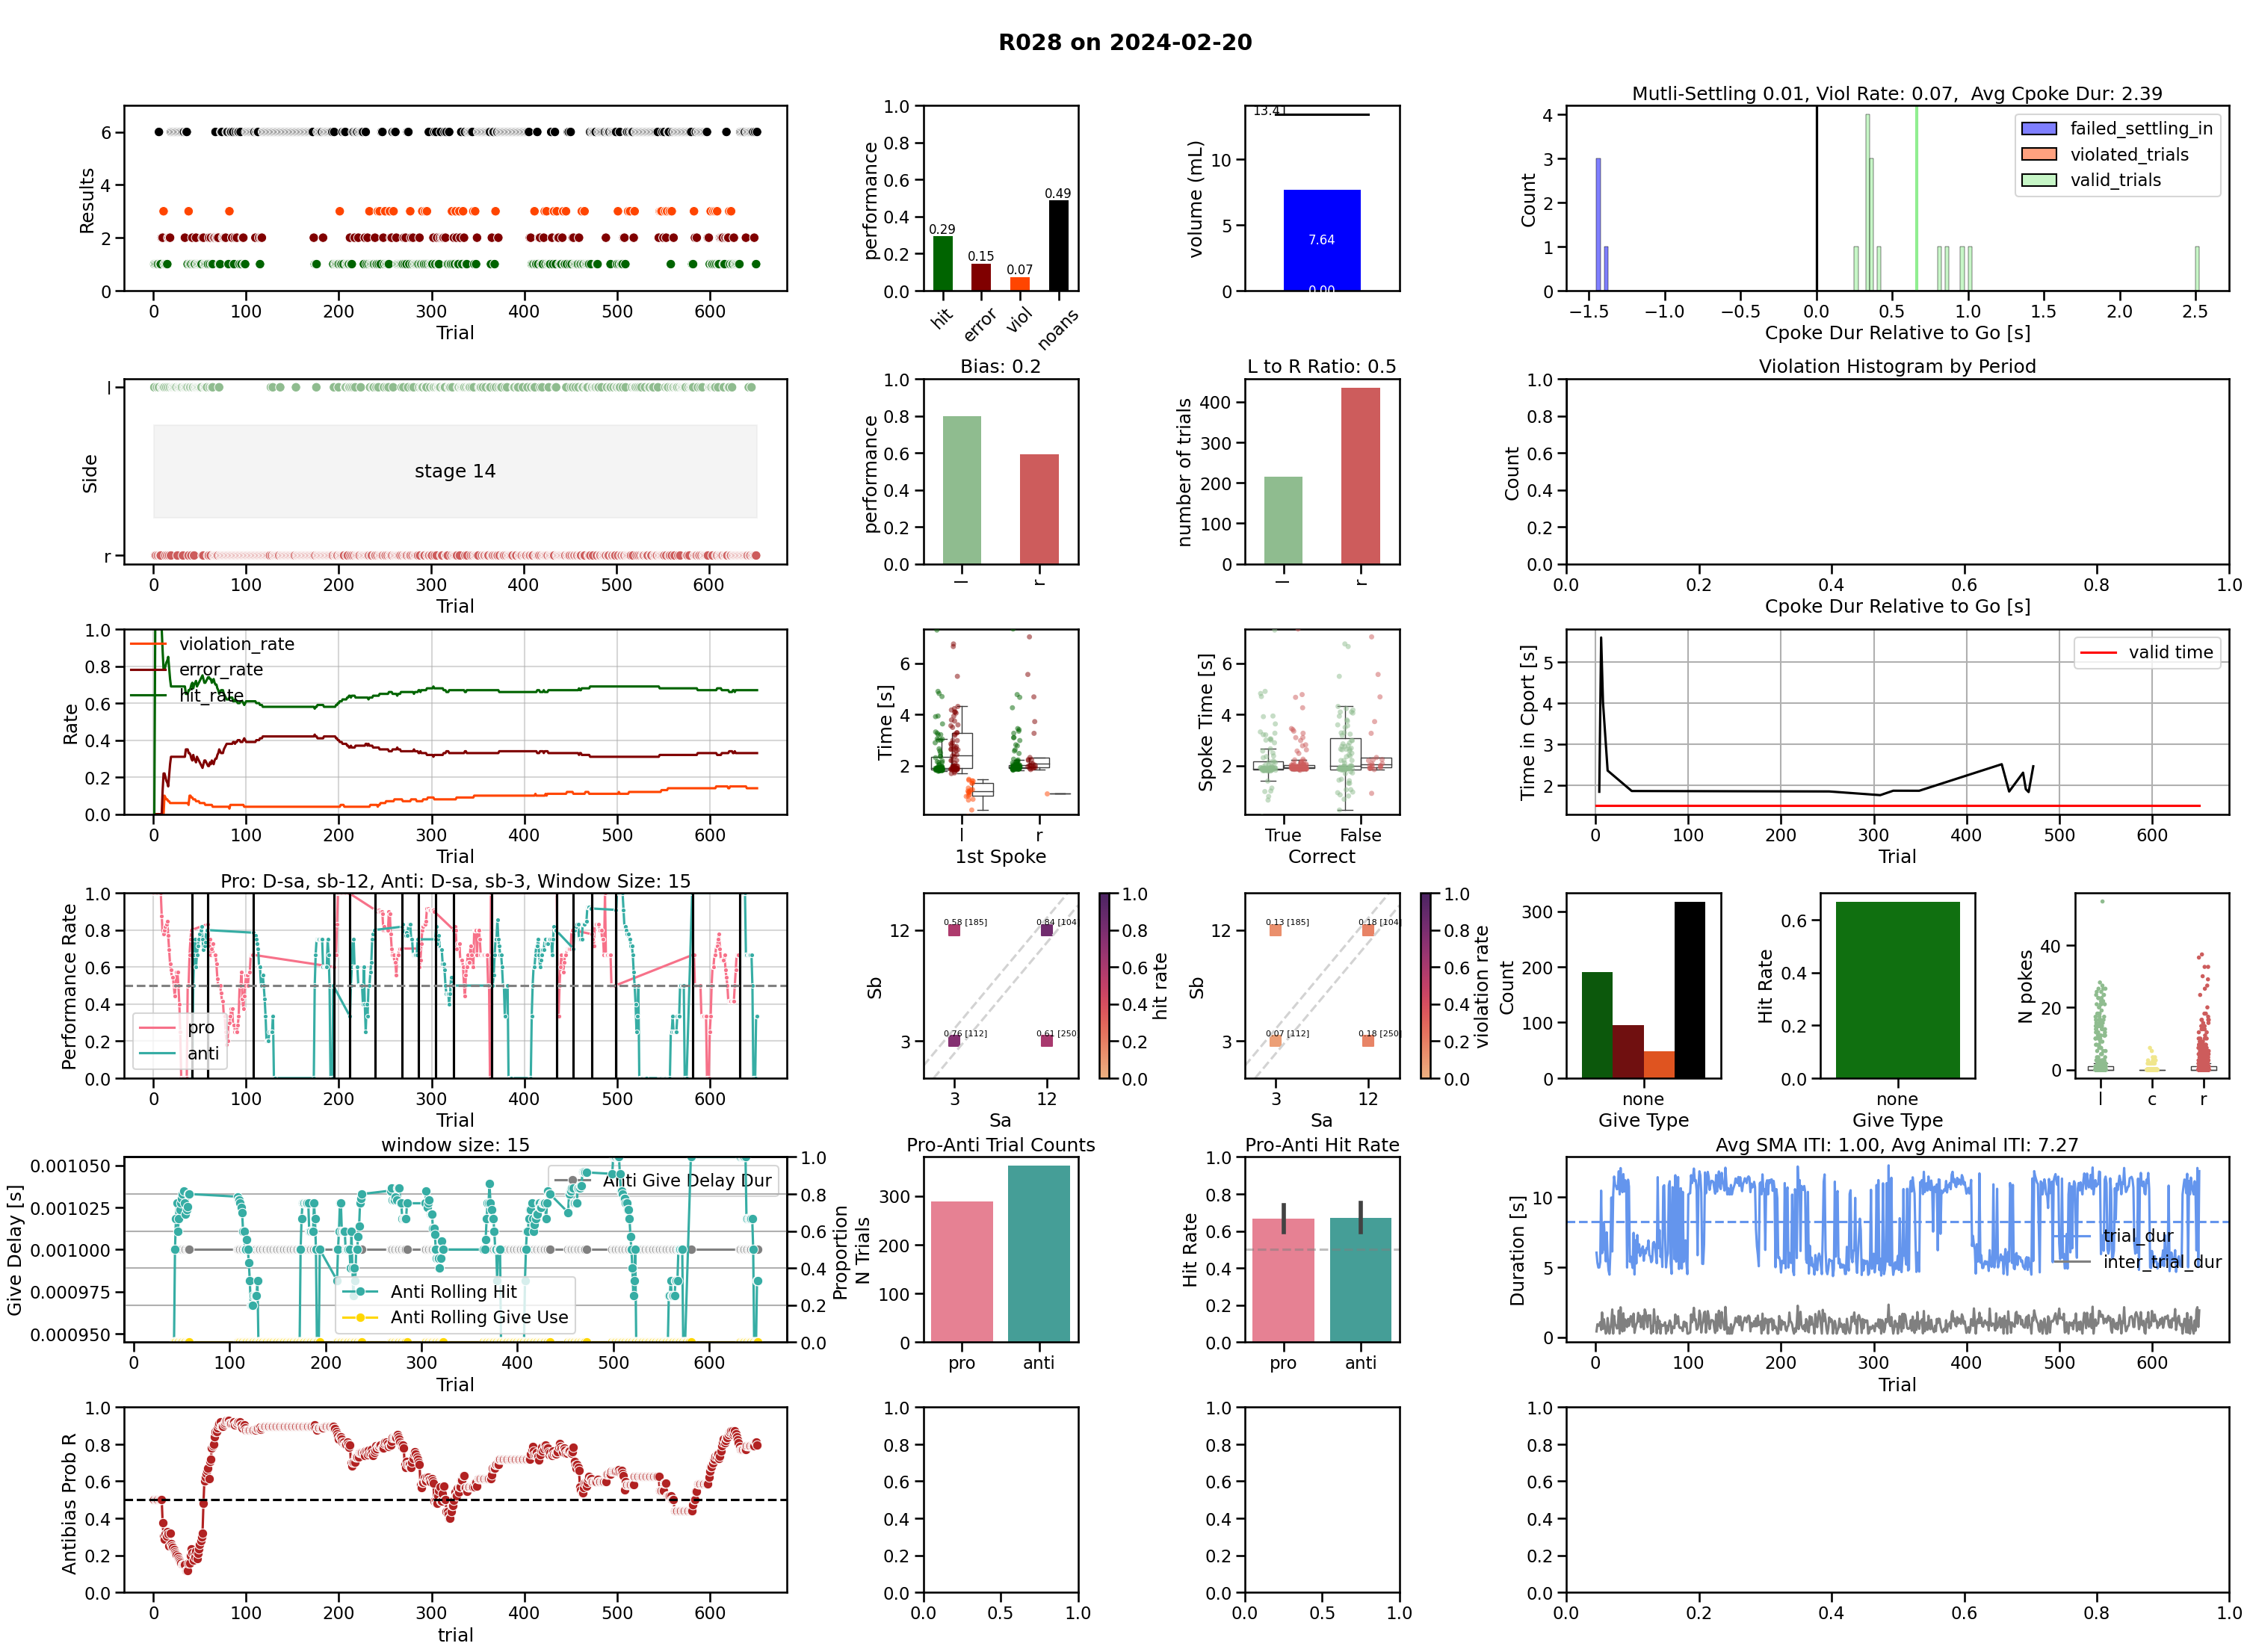 R028 on 2024-02-20
Results
6
4
2
0
0 100 200 300 400 500 600
Trial
performance
1.0
0.8
0.6
0.4
0.2
0.0
0.29
0.15
0.07
0.49
hit error viol noans
volume (mL)
10
5
0
13.41
7.64
0.00
Mutli-Settling 0.01, Viol Rate: 0.07, Avg Cpoke Dur: 2.39
Count
4
3
2
1
0
failed_settling_in
violated_trials
valid_trials
−1.5 −1.0 −0.5 0.0 0.5 1.0 1.5 2.0 2.5
Cpoke Dur Relative to Go [s]
Side
l
r
stage 14
0 100 200 300 400 500 600
Trial
Bias: 0.2
performance
1.0
0.8
0.6
0.4
0.2
0.0
l r
L to R Ratio: 0.5
number of trials
400
300
200
100
0
l r
Violation Histogram by Period
Count
1.0
0.8
0.6
0.4
0.2
0.0
0.0 0.2 0.4 0.6 0.8 1.0
Cpoke Dur Relative to Go [s]
Rate
1.0
0.8
0.6
0.4
0.2
0.0
violation_rate
error_rate
hit_rate
0 100 200 300 400 500 600
Trial
Time [s]
6
4
2
l r
1st Spoke
Spoke Time [s]
6
4
2
True False
Correct
Time in Cport [s]
5
4
3
2
valid time
0 100 200 300 400 500 600
Trial
Pro: D-sa, sb-12, Anti: D-sa, sb-3, Window Size: 15
Performance Rate
1.0
0.8
0.6
0.4
0.2
0.0
pro
anti
0 100 200 300 400 500 600
Trial
Sb
12
3
0.58 [185]
0.84 [104]
0.76 [112]
0.61 [250]
3 12
Sa
1.0
0.8
0.6
0.4
0.2
0.0
hit rate
Sb
12
3
0.13 [185]
0.18 [104]
0.07 [112]
0.18 [250]
3 12
Sa
1.0
0.8
0.6
0.4
0.2
0.0
violation rate
Count
300
200
100
0
none
Give Type
Hit Rate
0.6
0.4
0.2
0.0
none
Give Type
N pokes
40
20
0
l c r
window size: 15
Give Delay [s]
0.001050
0.001025
0.001000
0.000975
0.000950
Anti Give Delay Dur
Anti Rolling Hit
Anti Rolling Give Use
1.0
0.8
0.6
0.4
0.2
0.0
Proportion
0 100 200 300 400 500 600
Trial
Pro-Anti Trial Counts
N Trials
300
200
100
0
pro anti
Pro-Anti Hit Rate
Hit Rate
1.0
0.8
0.6
0.4
0.2
0.0
pro anti
Avg SMA ITI: 1.00, Avg Animal ITI: 7.27
Duration [s]
10
5
0
trial_dur
inter_trial_dur
0 100 200 300 400 500 600
Trial
Antibias Prob R
1.0
0.8
0.6
0.4
0.2
0.0
0 100 200 300 400 500 600
trial
1.0
0.8
0.6
0.4
0.2
0.0
0.0 0.5 1.0
1.0
0.8
0.6
0.4
0.2
0.0
0.0 0.5 1.0
1.0
0.8
0.6
0.4
0.2
0.0
0.0 0.2 0.4 0.6 0.8 1.0